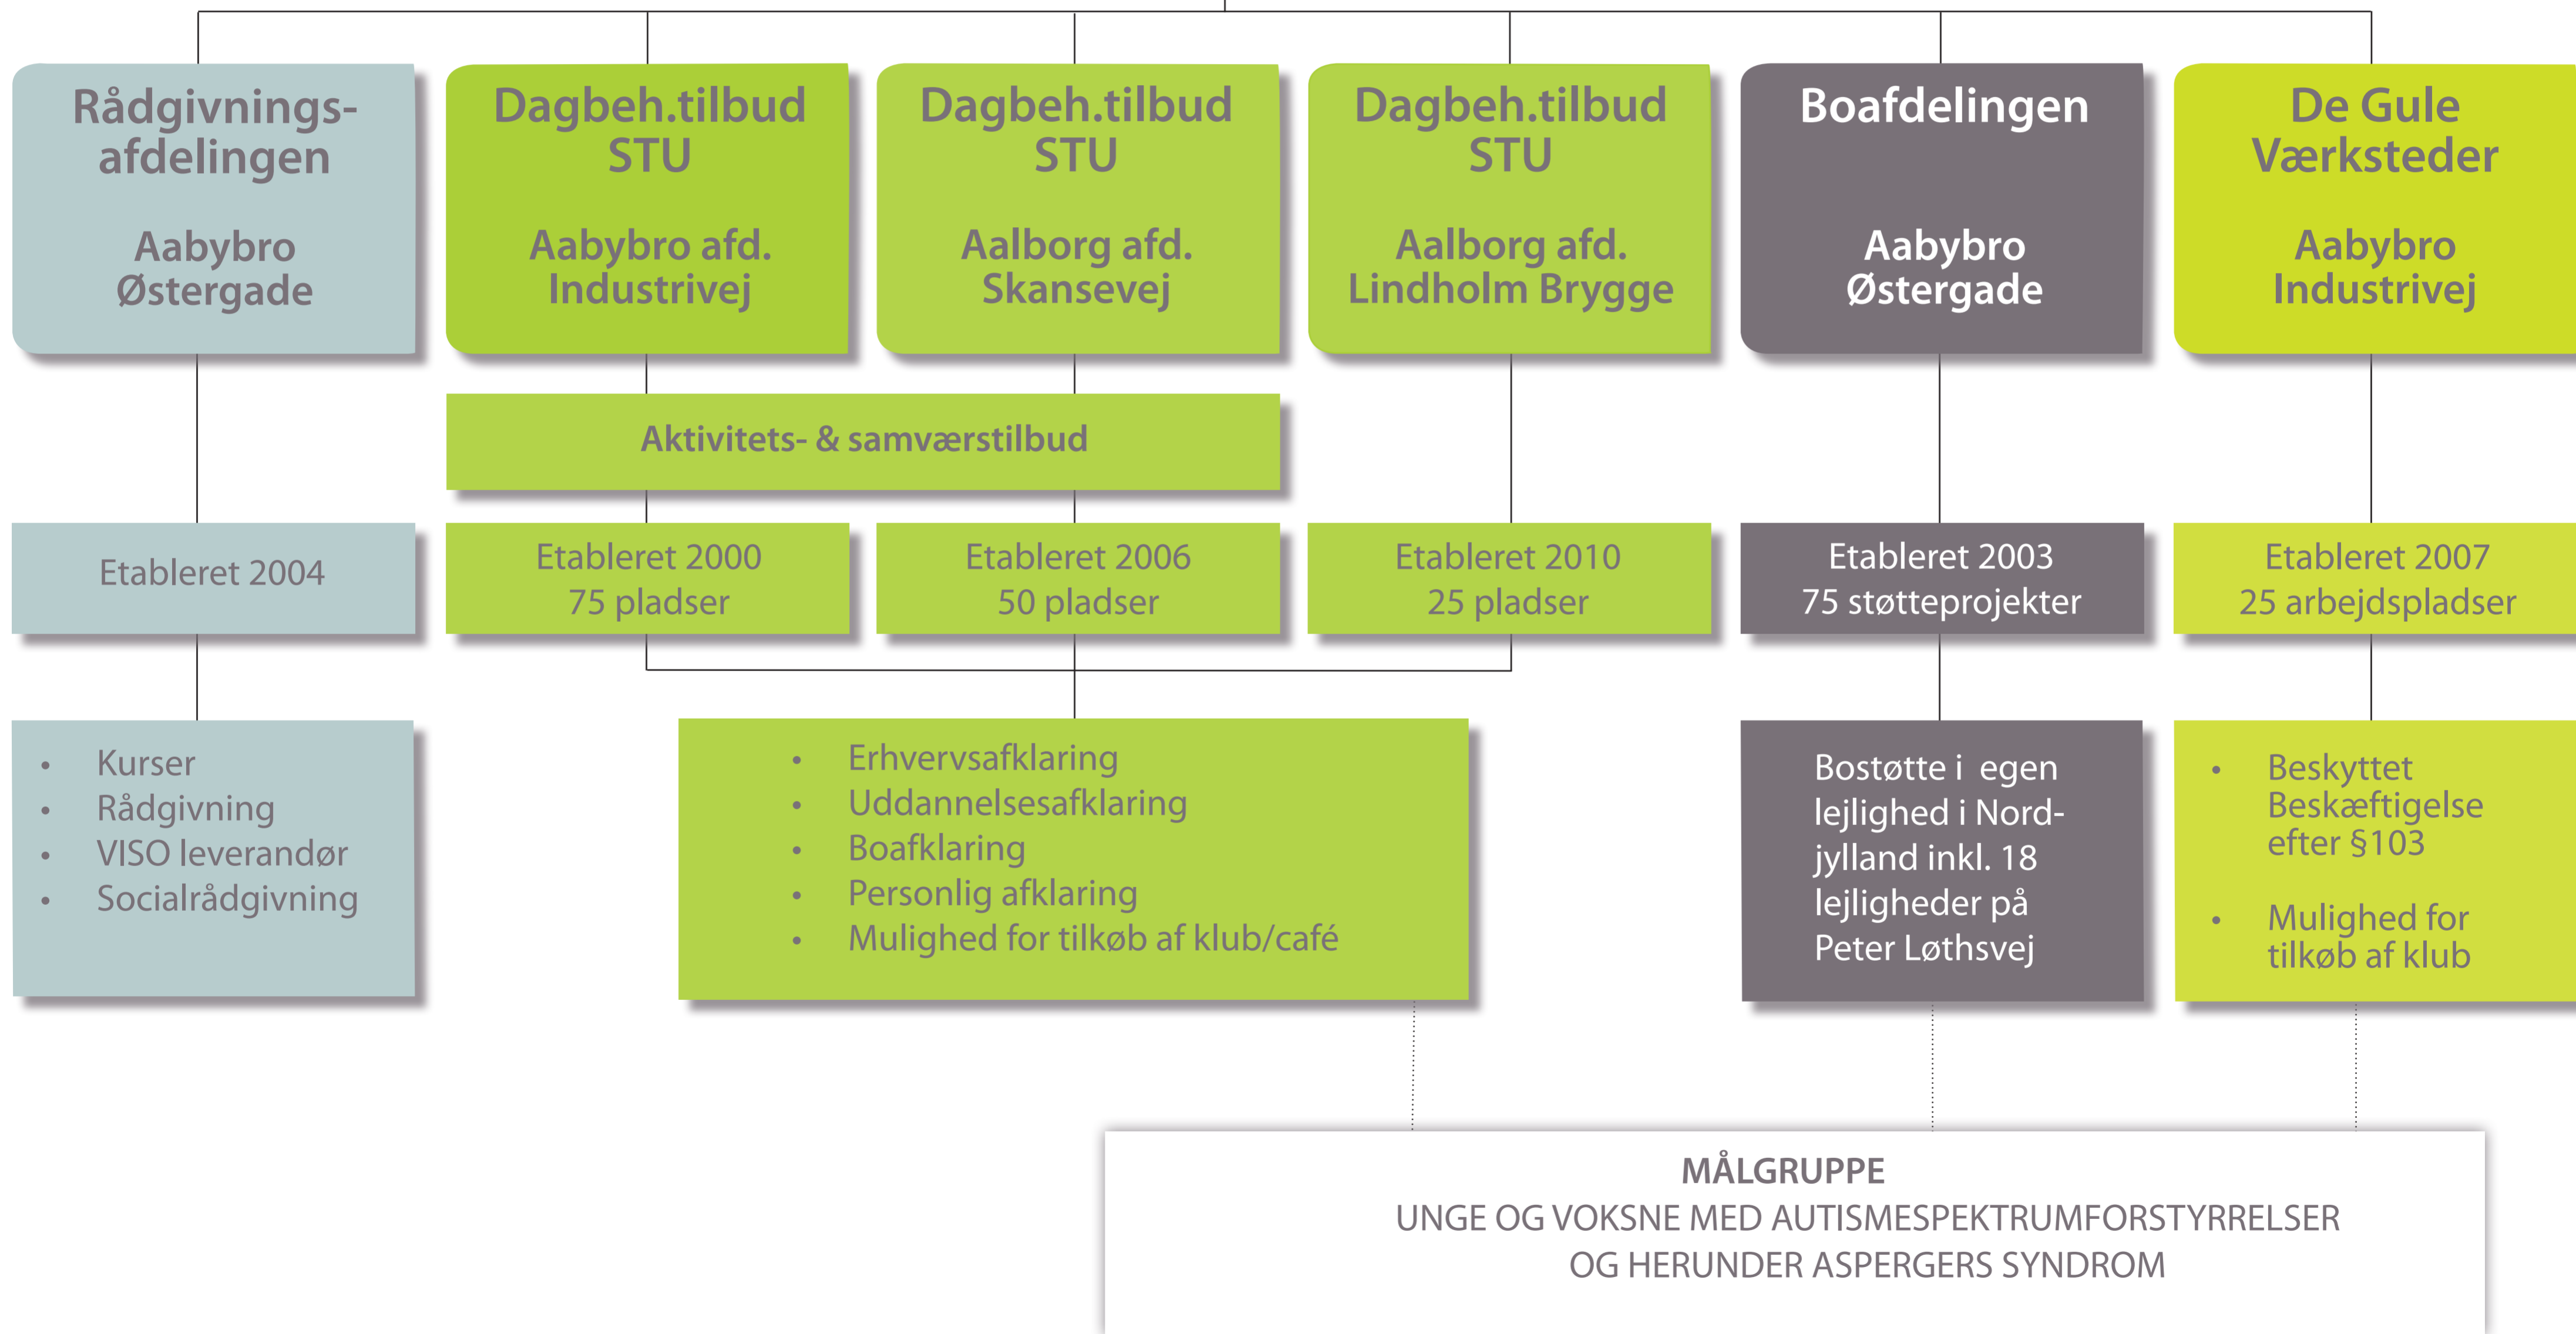 Rådgivnings-
afdelingen
Aabybro
Østergade
Dagbeh.tilbud
STU
Aabybro afd.
Industrivej
Dagbeh.tilbud
STU
Aalborg afd.
Skansevej
Dagbeh.tilbud
STU
Aalborg afd.
Lindholm Brygge
Boafdelingen
Aabybro
Østergade
De Gule
Værksteder
Aabybro
Industrivej
Aktivitets- & samværstilbud
Etableret 2004
Etableret 2000
75 pladser
Etableret 2006
50 pladser
Etableret 2010
25 pladser
Etableret 2003
75 støtteprojekter
Etableret 2007
25 arbejdspladser
• Kurser
• Rådgivning
• VISO leverandør
• Socialrådgivning
• Erhvervsafklaring
• Uddannelsesafklaring
• Boafklaring
• Personlig afklaring
• Mulighed for tilkøb af klub/café
Bostøtte i egen
lejlighed i Nord-
jylland inkl. 18
lejligheder på
Peter Løthsvej
• Beskyttet
Beskæftigelse
efter §103
• Mulighed for
tilkøb af klub
MÅLGRUPPE
UNGE OG VOKSNE MED AUTISMESPEKTRUMFORSTYRRELSER
OG HERUNDER ASPERGERS SYNDROM